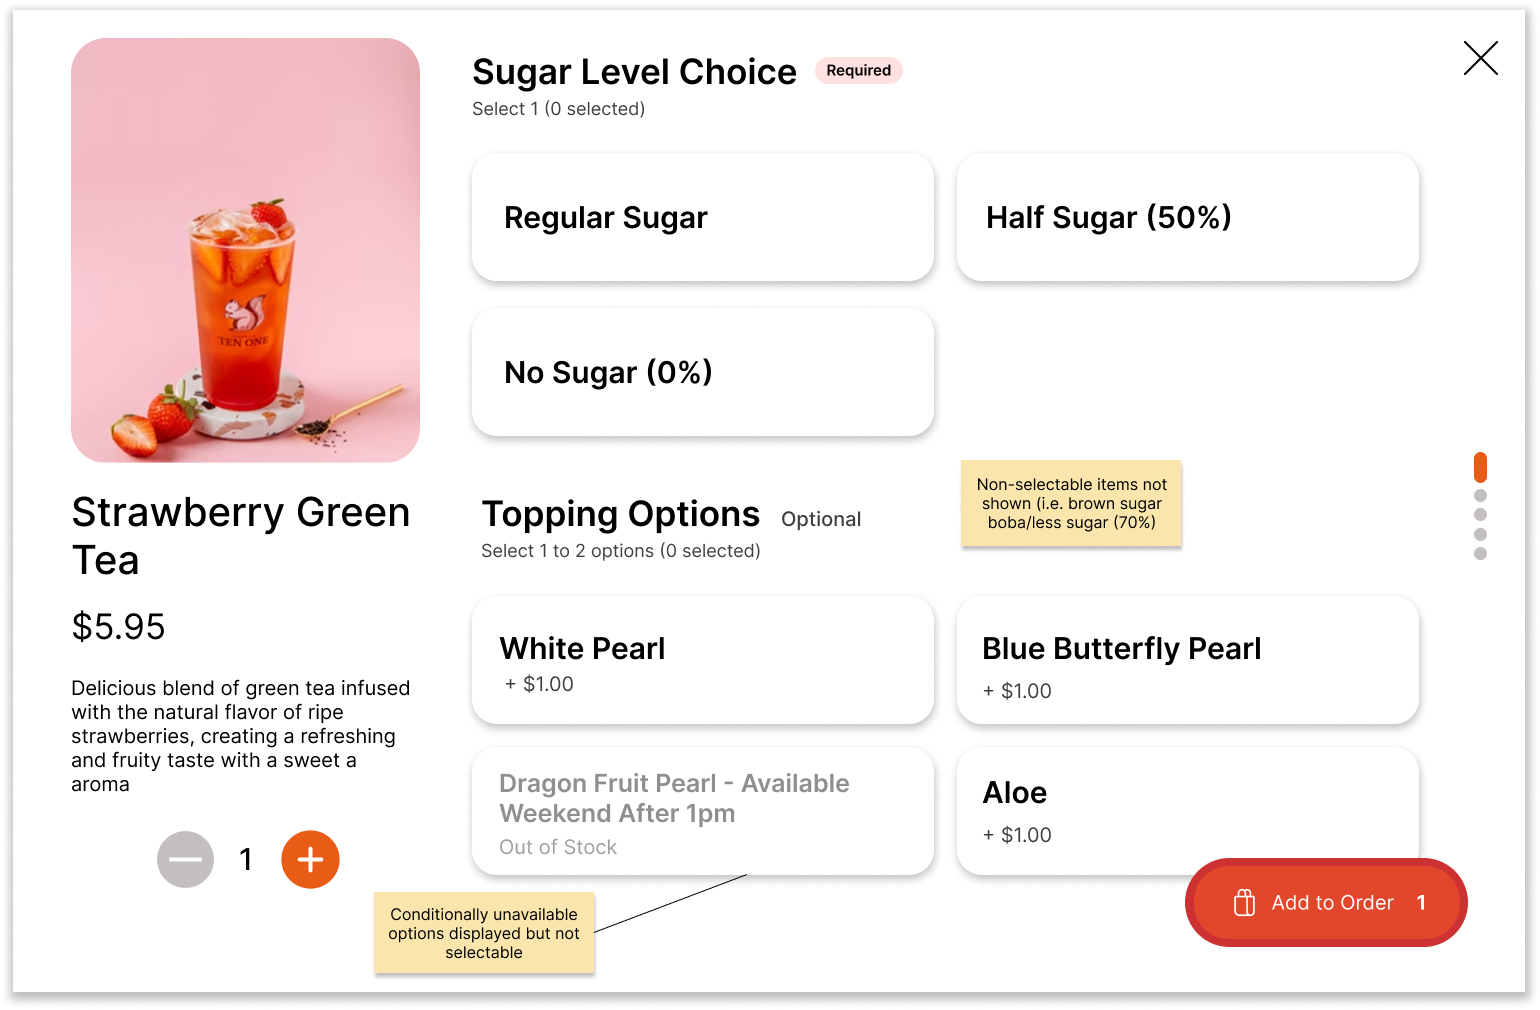 TEN ONE
Strawberry Green
Tea
$5.95
Delicious blend of green tea infused
with the natural flavor of ripe
strawberries, creating a refreshing
and fruity taste with a sweet a
aroma
1
Sugar Level Choice Required
Select 1 (0 selected)
Regular Sugar
Half Sugar (50%)
No Sugar (0%)
Non-selectable items not
shown (i.e. brown sugar
boba/less sugar (70%)
Topping Options Optional
Select 1 to 2 options (0 selected)
White Pearl
+ $1.00
Blue Butterfly Pearl
+ $1.00
Dragon Fruit Pearl - Available
Weekend After 1pm
Out of Stock
Aloe
+ $1.00
Conditionally unavailable
options displayed but not
selectable
Add to Order 1